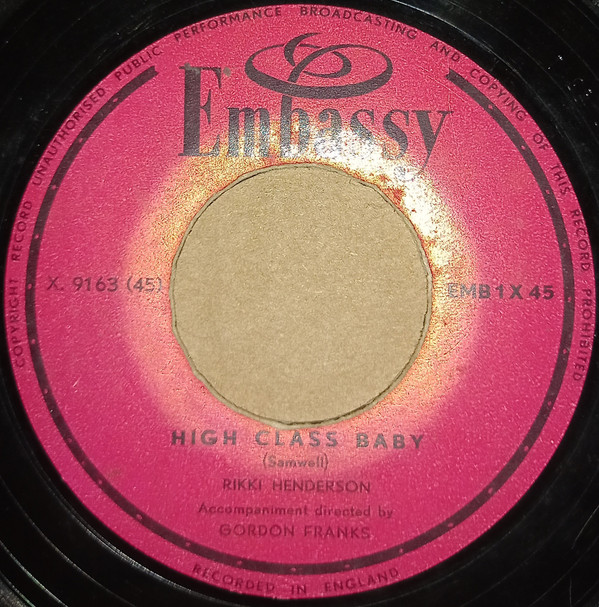 COPYRIGHT RECORD UNAUTHORISED PUBLIC PERFORMANCE BROADCASTING AND COPYING OF THIS RECORD PROHIBITED
Embassy
X. 9163 (45)
EMB 1 X 45
HIGH CLASS BABY
(Samwell)
RIKKI HENDERSON
Accompaniment directed by
GORDON FRANKS
RECORDED IN ENGLAND